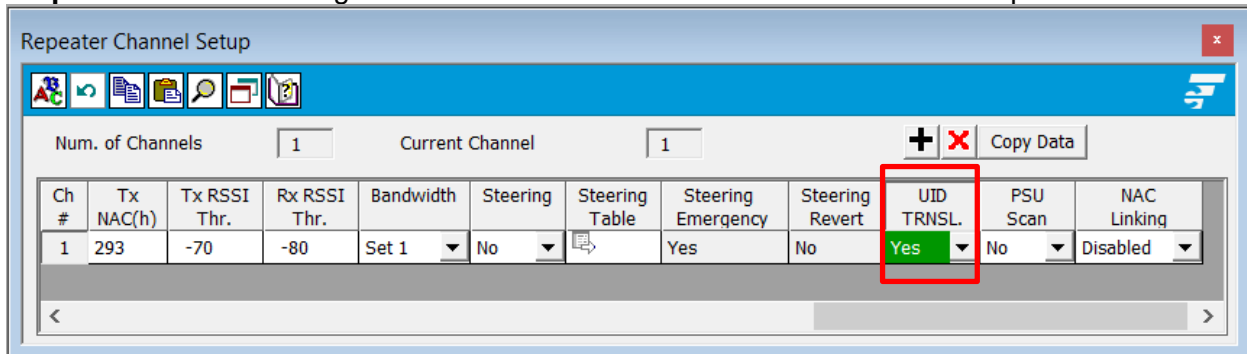 Repeater Channel Setup
x
Num. of Channels 1 Current Channel 1 Copy Data
Ch Tx Tx RSSI Rx RSSI Bandwidth Steering Steering Steering Steering UID PSU NAC
# NAC(h) Thr. Thr. Table Emergency Revert TRNSL. Scan Linking
1 293 -70 -80 Set 1 No Yes No Yes No Disabled